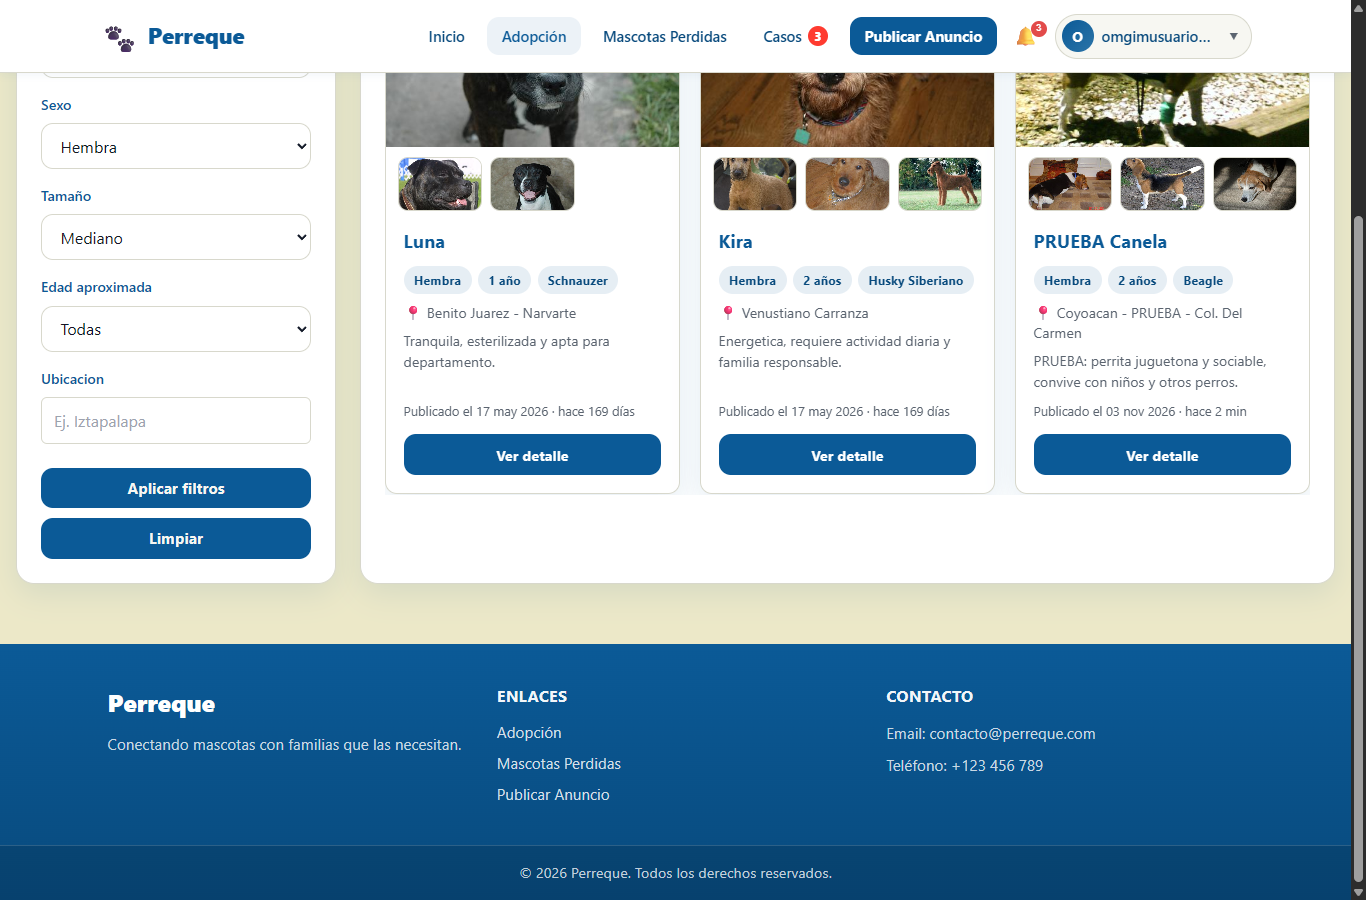 Perreque
Inicio
Adopción
Mascotas Perdidas
Casos 3
Publicar Anuncio
3
O omgimusuario... ▼
Sexo
Hembra
Tamaño
Mediano
Edad aproximada
Todas
Ubicacion
Ej. Iztapalapa
Aplicar filtros
Limpiar
Luna
Hembra 1 año Schnauzer
Benito Juarez - Narvarte
Tranquila, esterilizada y apta para
departamento.
Publicado el 17 may 2026 · hace 169 días
Ver detalle
Kira
Hembra 2 años Husky Siberiano
Venustiano Carranza
Energetica, requiere actividad diaria y
familia responsable.
Publicado el 17 may 2026 · hace 169 días
Ver detalle
PRUEBA Canela
Hembra 2 años Beagle
Coyoacan - PRUEBA - Col. Del
Carmen
PRUEBA: perrita juguetona y sociable,
convive con niños y otros perros.
Publicado el 03 nov 2026 · hace 2 min
Ver detalle
Perreque
Conectando mascotas con familias que las necesitan.
ENLACES
Adopción
Mascotas Perdidas
Publicar Anuncio
CONTACTO
Email: contacto@perreque.com
Teléfono: +123 456 789
© 2026 Perreque. Todos los derechos reservados.